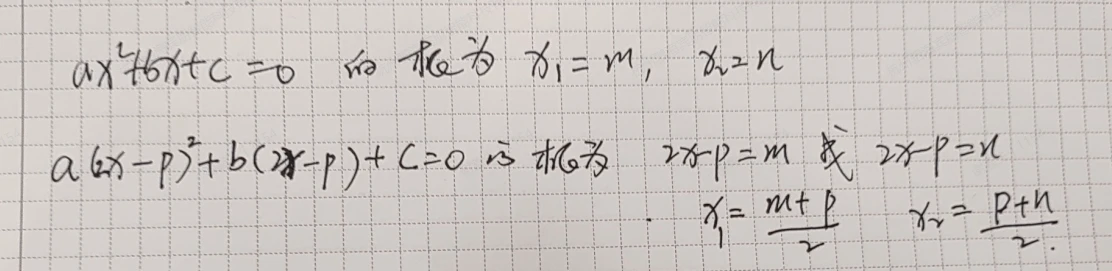 ax²+bx+c=0 的根为 x₁=m, x₂=n
a(2x-p)²+b(2x-p)+c=0 的根为 2x-p=m 或 2x-p=n
x₁=(m+p)/2 x₂=(p+n)/2.